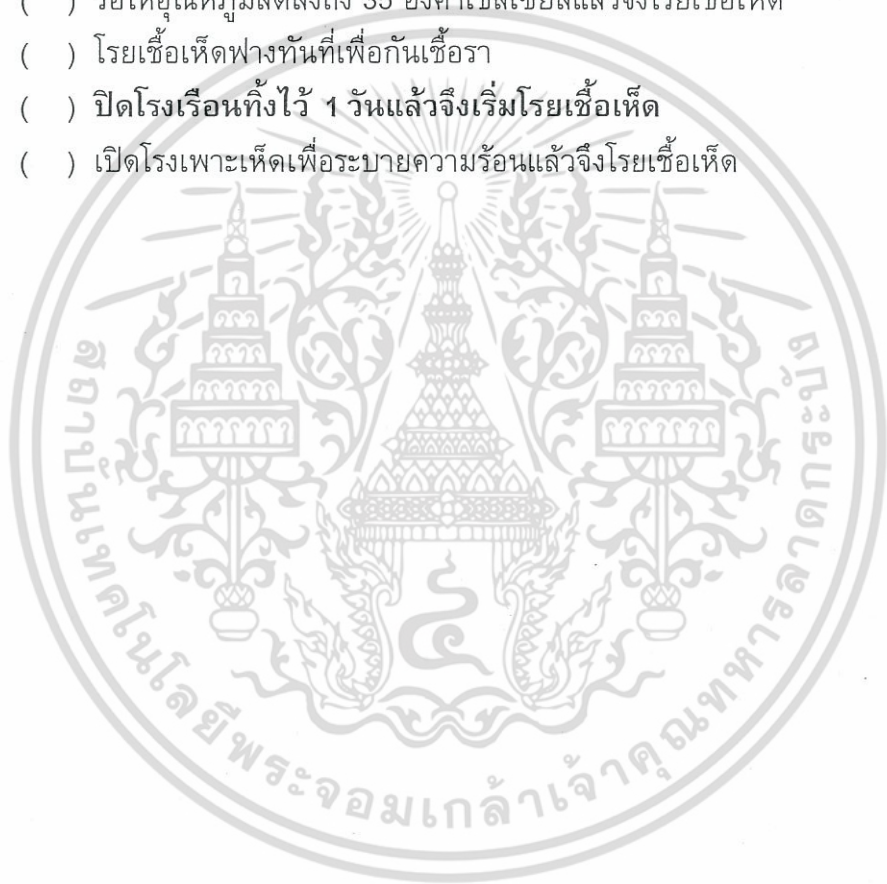 (    ) รอให้อุณหภูมิลดลงถึง 35 องศาเซลเซียสแล้วจึงโรยเชื้อเห็ด
(    ) โรยเชื้อเห็ดฟางทันที่เพื่อกันเชื้อรา
(    ) ปิดโรงเรือนทิ้งไว้ 1 วันแล้วจึงเริ่มโรยเชื้อเห็ด
(    ) เปิดโรงเพาะเห็ดเพื่อระบายความร้อนแล้วจึงโรยเชื้อเห็ด
สถาบันเทคโนโลยีพระจอมเกล้าเจ้าคุณทหารลาดกระบัง